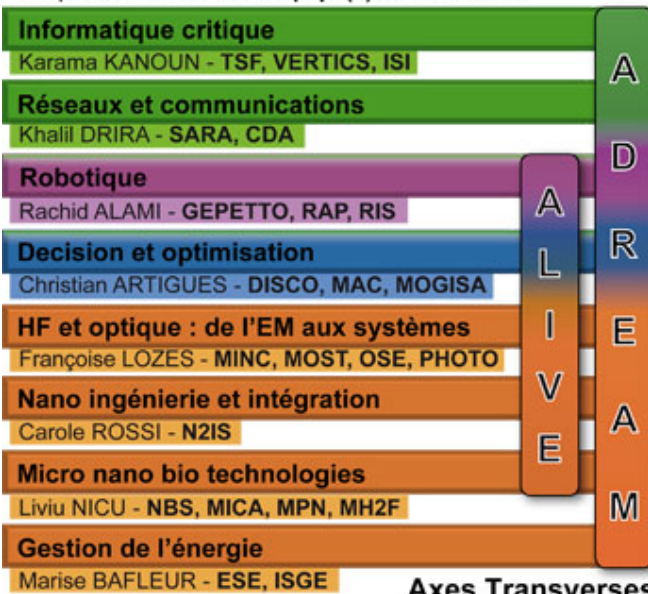 Informatique critique
Karama KANOUN - TSF, VERTICS, ISI
Réseaux et communications
Khalil DRIRA - SARA, CDA
Robotique
Rachid ALAMI - GEPETTO, RAP, RIS
Decision et optimisation
Christian ARTIGUES - DISCO, MAC, MOGISA
HF et optique : de l'EM aux systèmes
Françoise LOZES - MINC, MOST, OSE, PHOTO
Nano ingénierie et intégration
Carole ROSSI - N2IS
Micro nano bio technologies
Liviu NICU - NBS, MICA, MPN, MH2F
Gestion de l'énergie
Marise BAFLEUR - ESE, ISGE
ALIVE
ADREAM
Axes Transverses